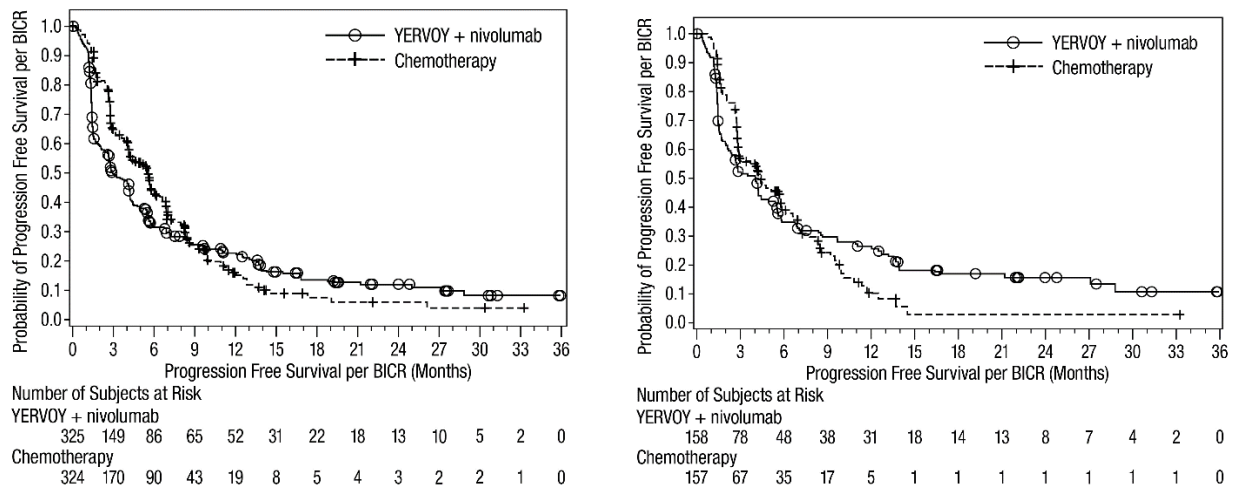 Probability of Progression Free Survival per BICR
1.0
0.9
0.8
0.7
0.6
0.5
0.4
0.3
0.2
0.1
0.0
YERVOY + nivolumab
Chemotherapy
0 3 6 9 12 15 18 21 24 27 30 33 36
Progression Free Survival per BICR (Months)
Number of Subjects at Risk
YERVOY + nivolumab
325 149 86 65 52 31 22 18 13 10 5 2 0
Chemotherapy
324 170 90 43 19 8 5 4 3 2 2 1 0
Probability of Progression Free Survival per BICR
1.0
0.9
0.8
0.7
0.6
0.5
0.4
0.3
0.2
0.1
0.0
YERVOY + nivolumab
Chemotherapy
0 3 6 9 12 15 18 21 24 27 30 33 36
Progression Free Survival per BICR (Months)
Number of Subjects at Risk
YERVOY + nivolumab
158 78 48 38 31 18 14 13 8 7 4 2 0
Chemotherapy
157 67 35 17 5 1 1 1 1 1 1 1 0